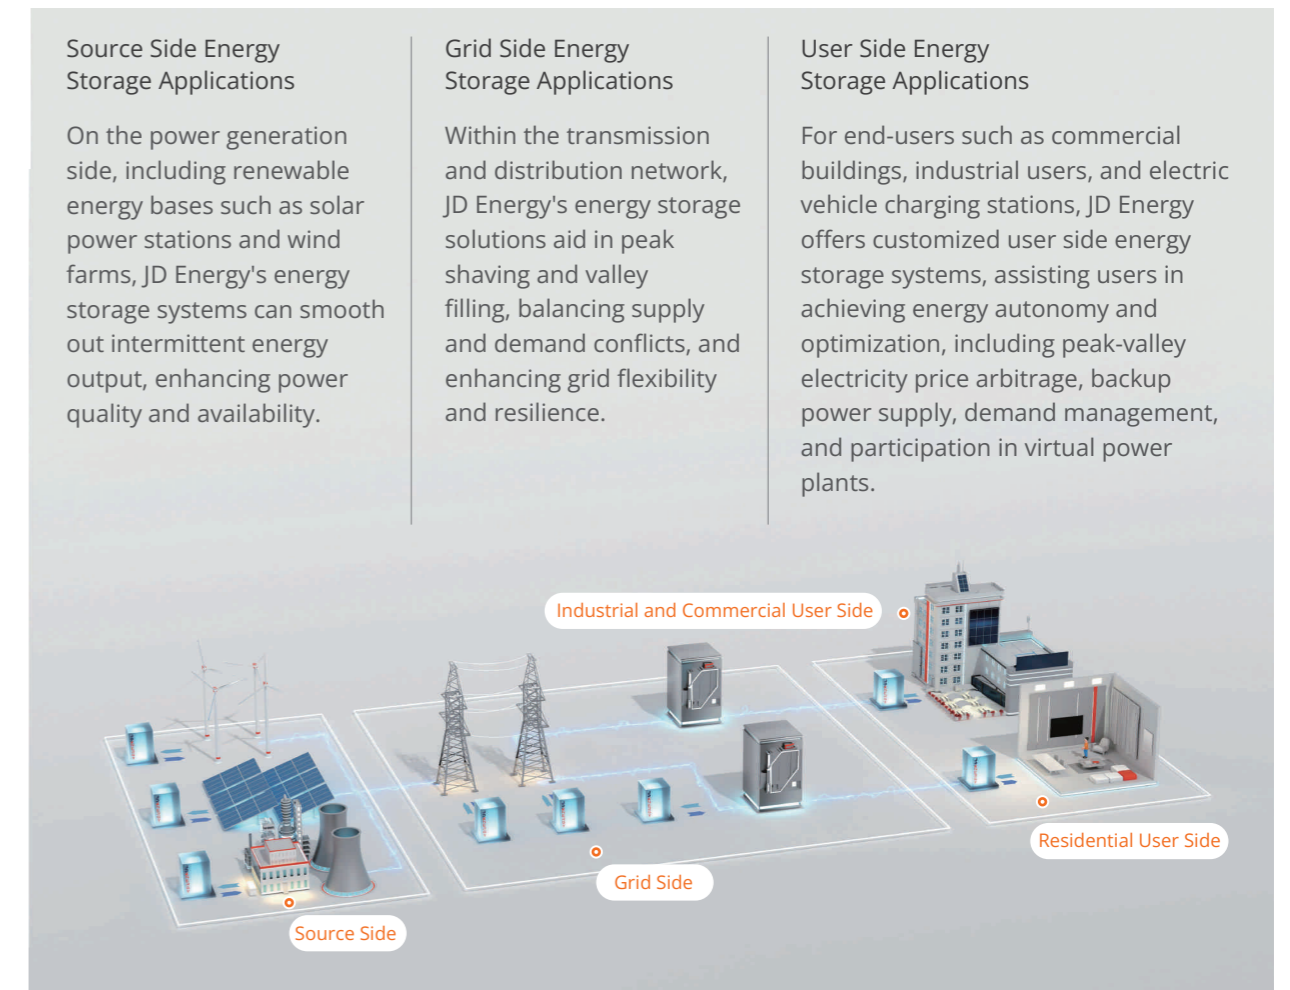 Source Side Energy
Storage Applications
On the power generation
side, including renewable
energy bases such as solar
power stations and wind
farms, JD Energy's energy
storage systems can smooth
out intermittent energy
output, enhancing power
quality and availability.
Grid Side Energy
Storage Applications
Within the transmission
and distribution network,
JD Energy's energy storage
solutions aid in peak
shaving and valley
filling, balancing supply
and demand conflicts, and
enhancing grid flexibility
and resilience.
User Side Energy
Storage Applications
For end-users such as commercial
buildings, industrial users, and electric
vehicle charging stations, JD Energy
offers customized user side energy
storage systems, assisting users in
achieving energy autonomy and
optimization, including peak-valley
electricity price arbitrage, backup
power supply, demand management,
and participation in virtual power
plants.
Industrial and Commercial User Side
Residential User Side
Grid Side
Source Side